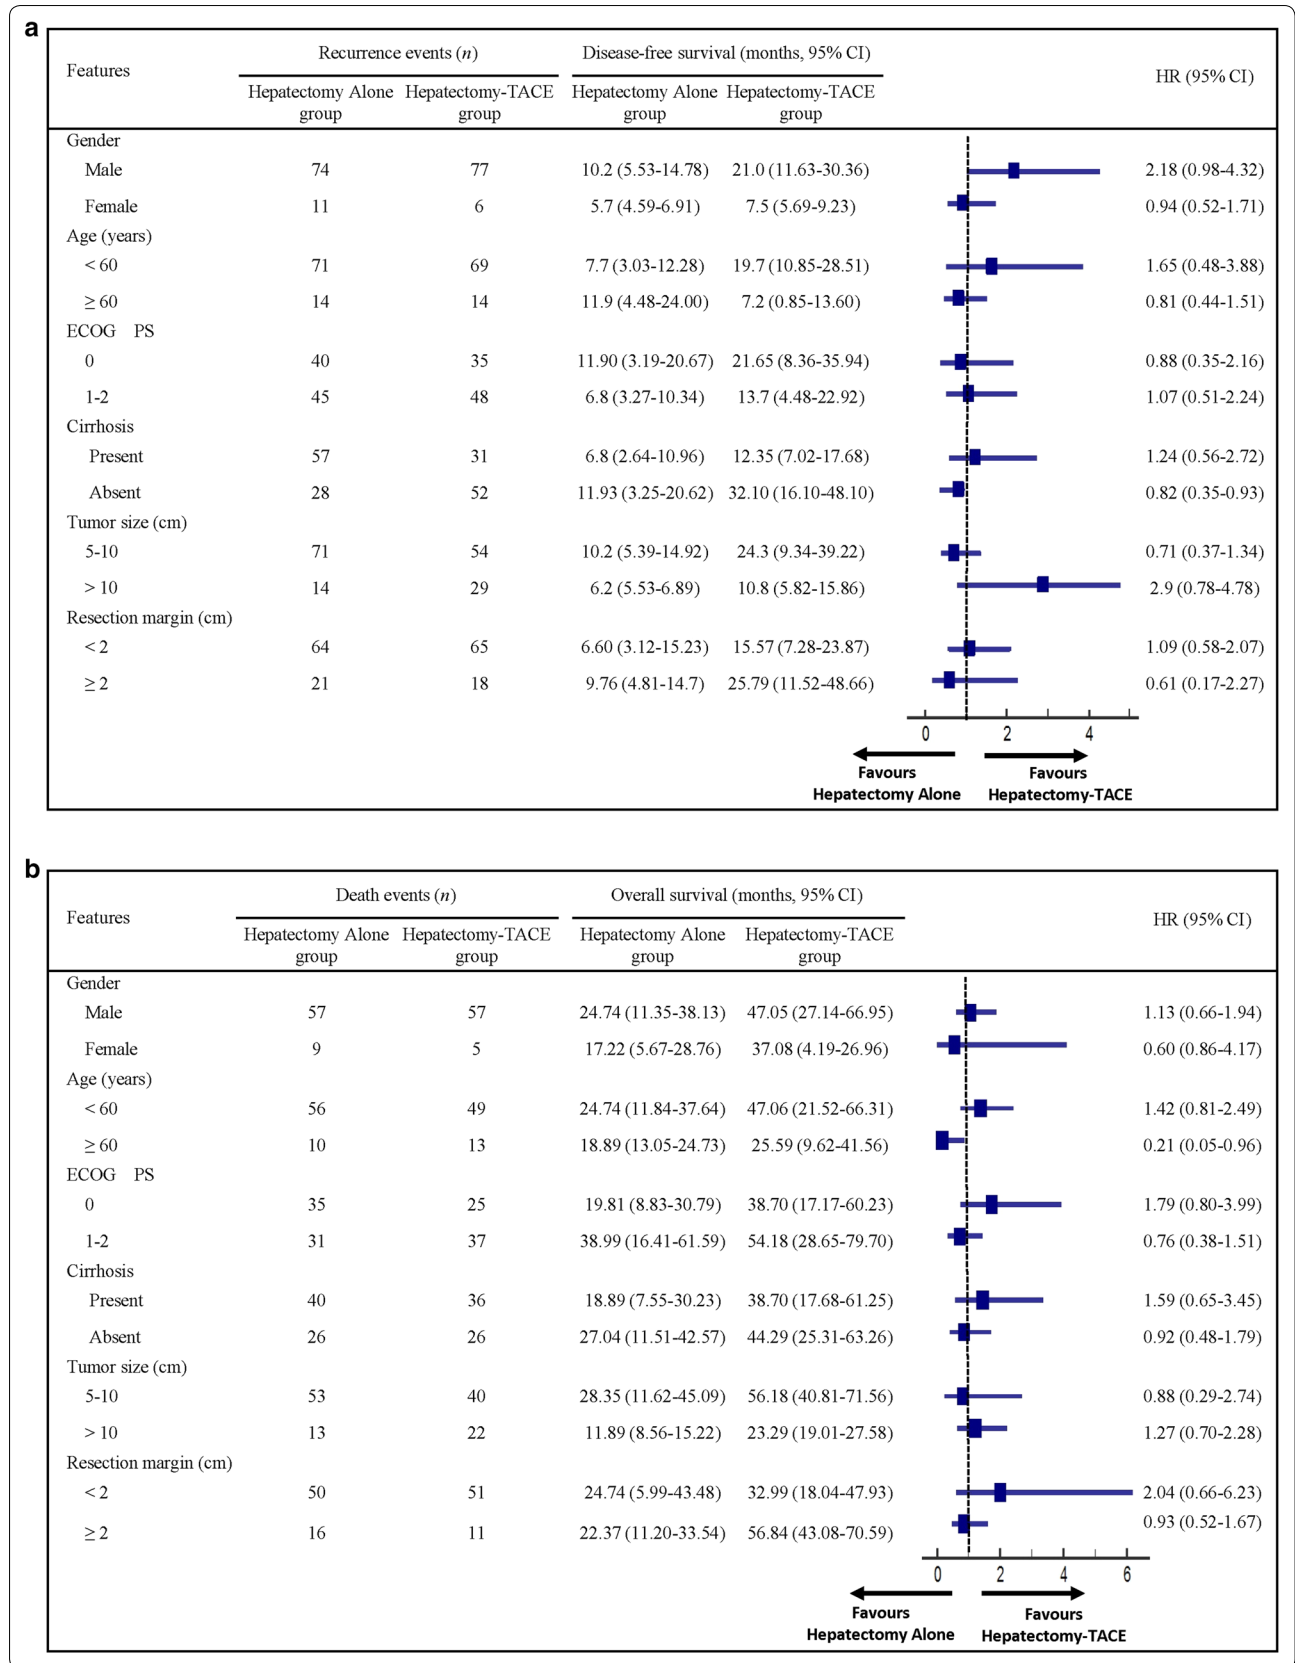 a
Recurrence events (n) Disease-free survival (months, 95% CI)
Features HR (95% CI)
Hepatectomy Alone Hepatectomy-TACE Hepatectomy Alone Hepatectomy-TACE
group group group group
Gender
Male 74 77 10.2 (5.53-14.78) 21.0 (11.63-30.36) 2.18 (0.98-4.32)
Female 11 6 5.7 (4.59-6.91) 7.5 (5.69-9.23) 0.94 (0.52-1.71)
Age (years)
< 60 71 69 7.7 (3.03-12.28) 19.7 (10.85-28.51) 1.65 (0.48-3.88)
≥ 60 14 14 11.9 (4.48-24.00) 7.2 (0.85-13.60) 0.81 (0.44-1.51)
ECOG PS
0 40 35 11.90 (3.19-20.67) 21.65 (8.36-35.94) 0.88 (0.35-2.16)
1-2 45 48 6.8 (3.27-10.34) 13.7 (4.48-22.92) 1.07 (0.51-2.24)
Cirrhosis
Present 57 31 6.8 (2.64-10.96) 12.35 (7.02-17.68) 1.24 (0.56-2.72)
Absent 28 52 11.93 (3.25-20.62) 32.10 (16.10-48.10) 0.82 (0.35-0.93)
Tumor size (cm)
5-10 71 54 10.2 (5.39-14.92) 24.3 (9.34-39.22) 0.71 (0.37-1.34)
> 10 14 29 6.2 (5.53-6.89) 10.8 (5.82-15.86) 2.9 (0.78-4.78)
Resection margin (cm)
< 2 64 65 6.60 (3.12-15.23) 15.57 (7.28-23.87) 1.09 (0.58-2.07)
≥ 2 21 18 9.76 (4.81-14.7) 25.79 (11.52-48.66) 0.61 (0.17-2.27)
0 2 4
Favours Favours
Hepatectomy Alone Hepatectomy-TACE
b
Death events (n) Overall survival (months, 95% CI)
Features HR (95% CI)
Hepatectomy Alone Hepatectomy-TACE Hepatectomy Alone Hepatectomy-TACE
group group group group
Gender
Male 57 57 24.74 (11.35-38.13) 47.05 (27.14-66.95) 1.13 (0.66-1.94)
Female 9 5 17.22 (5.67-28.76) 37.08 (4.19-26.96) 0.60 (0.86-4.17)
Age (years)
< 60 56 49 24.74 (11.84-37.64) 47.06 (21.52-66.31) 1.42 (0.81-2.49)
≥ 60 10 13 18.89 (13.05-24.73) 25.59 (9.62-41.56) 0.21 (0.05-0.96)
ECOG PS
0 35 25 19.81 (8.83-30.79) 38.70 (17.17-60.23) 1.79 (0.80-3.99)
1-2 31 37 38.99 (16.41-61.59) 54.18 (28.65-79.70) 0.76 (0.38-1.51)
Cirrhosis
Present 40 36 18.89 (7.55-30.23) 38.70 (17.68-61.25) 1.59 (0.65-3.45)
Absent 26 26 27.04 (11.51-42.57) 44.29 (25.31-63.26) 0.92 (0.48-1.79)
Tumor size (cm)
5-10 53 40 28.35 (11.62-45.09) 56.18 (40.81-71.56) 0.88 (0.29-2.74)
> 10 13 22 11.89 (8.56-15.22) 23.29 (19.01-27.58) 1.27 (0.70-2.28)
Resection margin (cm)
< 2 50 51 24.74 (5.99-43.48) 32.99 (18.04-47.93) 2.04 (0.66-6.23)
≥ 2 16 11 22.37 (11.20-33.54) 56.84 (43.08-70.59) 0.93 (0.52-1.67)
0 2 4 6
Favours Favours
Hepatectomy Alone Hepatectomy-TACE